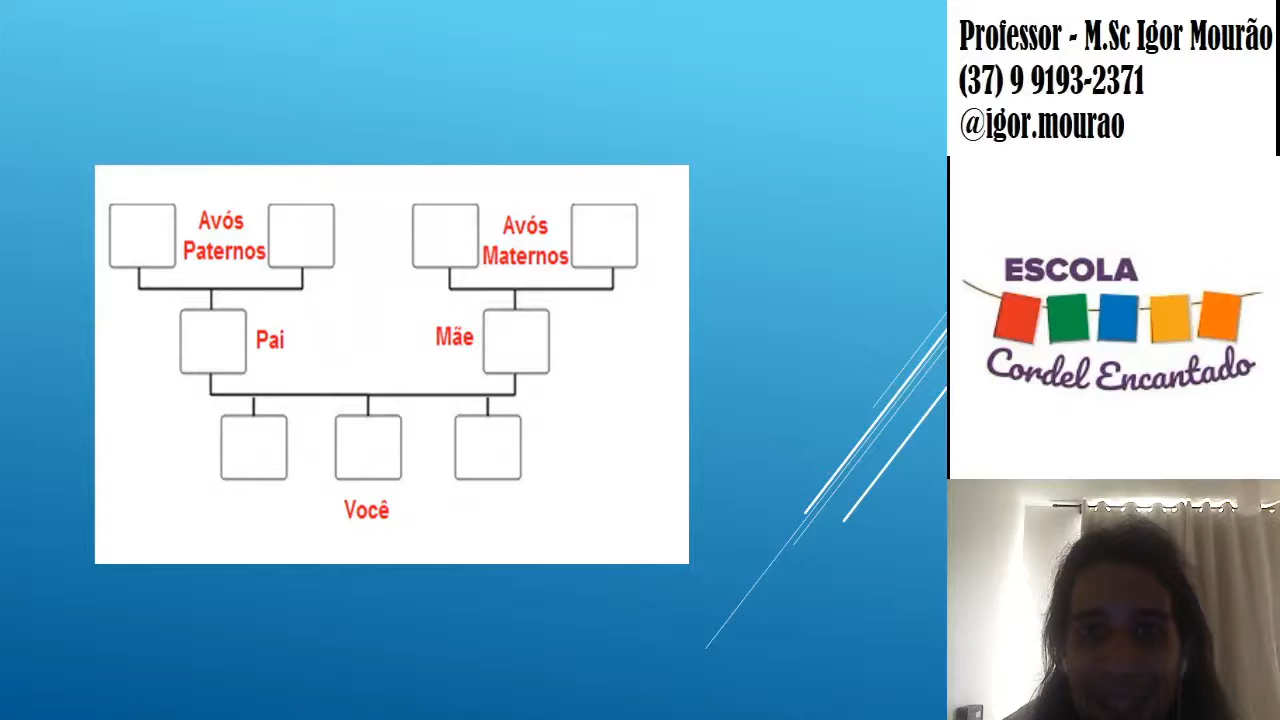 Professor - M.Sc Igor Mourão
(37) 9 9193-2371
@igor.mourao
Avós
Paternos
Avós
Maternos
Pai
Mãe
Você
ESCOLA
Cordel Encantado